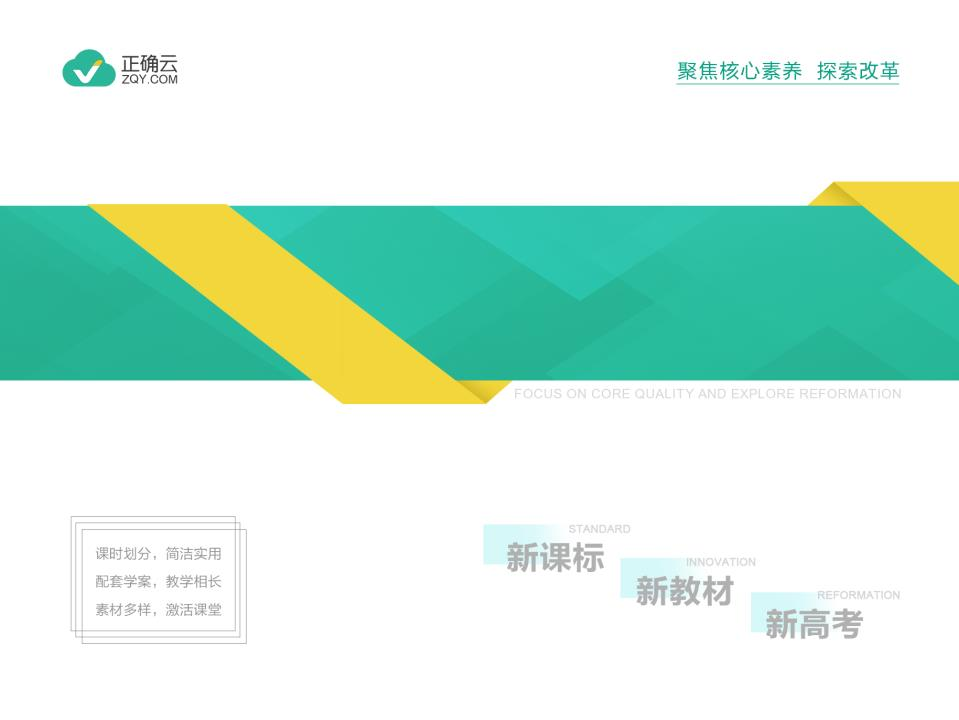 正确云
ZQY.COM
聚焦核心素养 探索改革
FOCUS ON CORE QUALITY AND EXPLORE REFORMATION
课时划分，简洁实用
配套学案，教学相长
素材多样，激活课堂
STANDARD
新课标
INNOVATION
新教材
REFORMATION
新高考